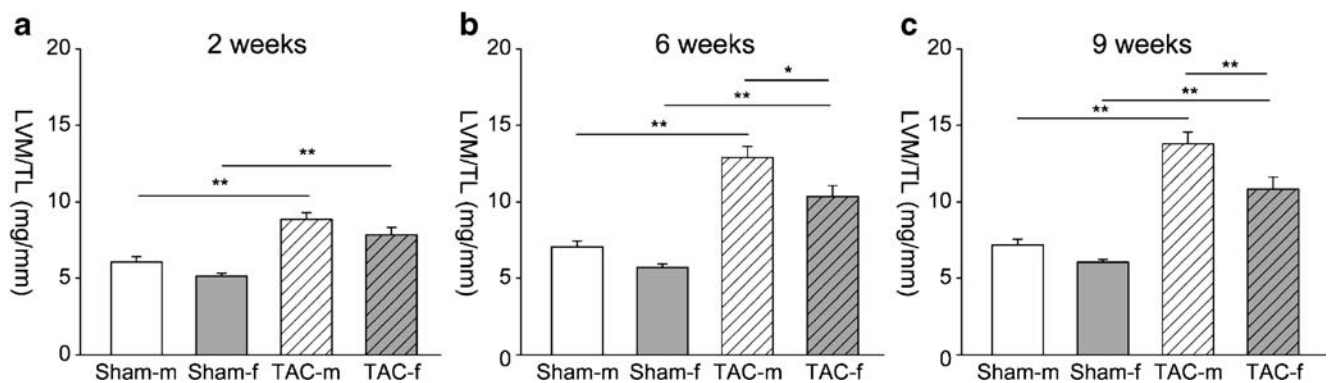 a
2 weeks
LVM/TL (mg/mm)
20
15
10
5
0
**
**
Sham-m Sham-f TAC-m TAC-f
b
6 weeks
LVM/TL (mg/mm)
20
15
10
5
0
*
**
**
Sham-m Sham-f TAC-m TAC-f
c
9 weeks
LVM/TL (mg/mm)
20
15
10
5
0
**
**
**
Sham-m Sham-f TAC-m TAC-f